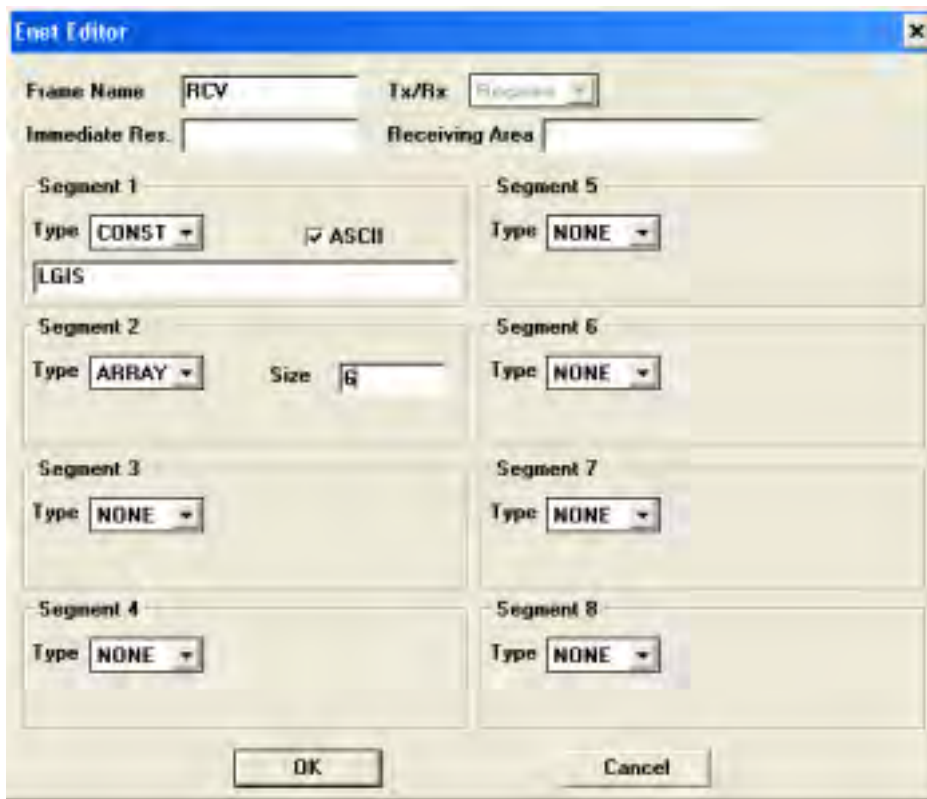 Enet Editor
Frame Name RCV Tx/Rx Receive
Immediate Res. Receiving Area
Segment 1
Type CONST ASCII
LGIS
Segment 2
Type ARRAY Size 6
Segment 3
Type NONE
Segment 4
Type NONE
Segment 5
Type NONE
Segment 6
Type NONE
Segment 7
Type NONE
Segment 8
Type NONE
OK Cancel